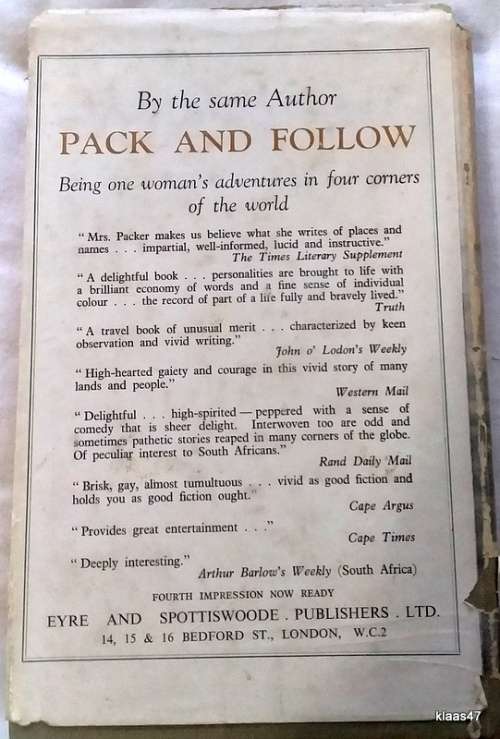 By the same Author
PACK AND FOLLOW
Being one woman's adventures in four corners
of the world
“ Mrs. Packer makes us believe what she writes of places and
names . . . impartial, well-informed, lucid and instructive.”
The Times Literary Supplement
“ A delightful book . . . personalities are brought to life with
a brilliant economy of words and a fine sense of individual
colour . . . the record of part of a life fully and bravely lived.”
Truth
“ A travel book of unusual merit . . . characterized by keen
observation and vivid writing.”
John o' Lodon's Weekly
“ High-hearted gaiety and courage in this vivid story of many
lands and people.”
Western Mail
“ Delightful . . . high-spirited — peppered with a sense of
comedy that is sheer delight. Interwoven too are odd and
sometimes pathetic stories reaped in many corners of the globe.
Of peculiar interest to South Africans.”
Rand Daily Mail
“ Brisk, gay, almost tumultuous . . . vivid as good fiction and
holds you as good fiction ought.”
Cape Argus
“ Provides great entertainment . . .”
Cape Times
“ Deeply interesting.”
Arthur Barlow's Weekly (South Africa)
FOURTH IMPRESSION NOW READY
EYRE AND SPOTTISWOODE . PUBLISHERS . LTD.
14, 15 & 16 BEDFORD ST., LONDON, W.C.2
klaas47